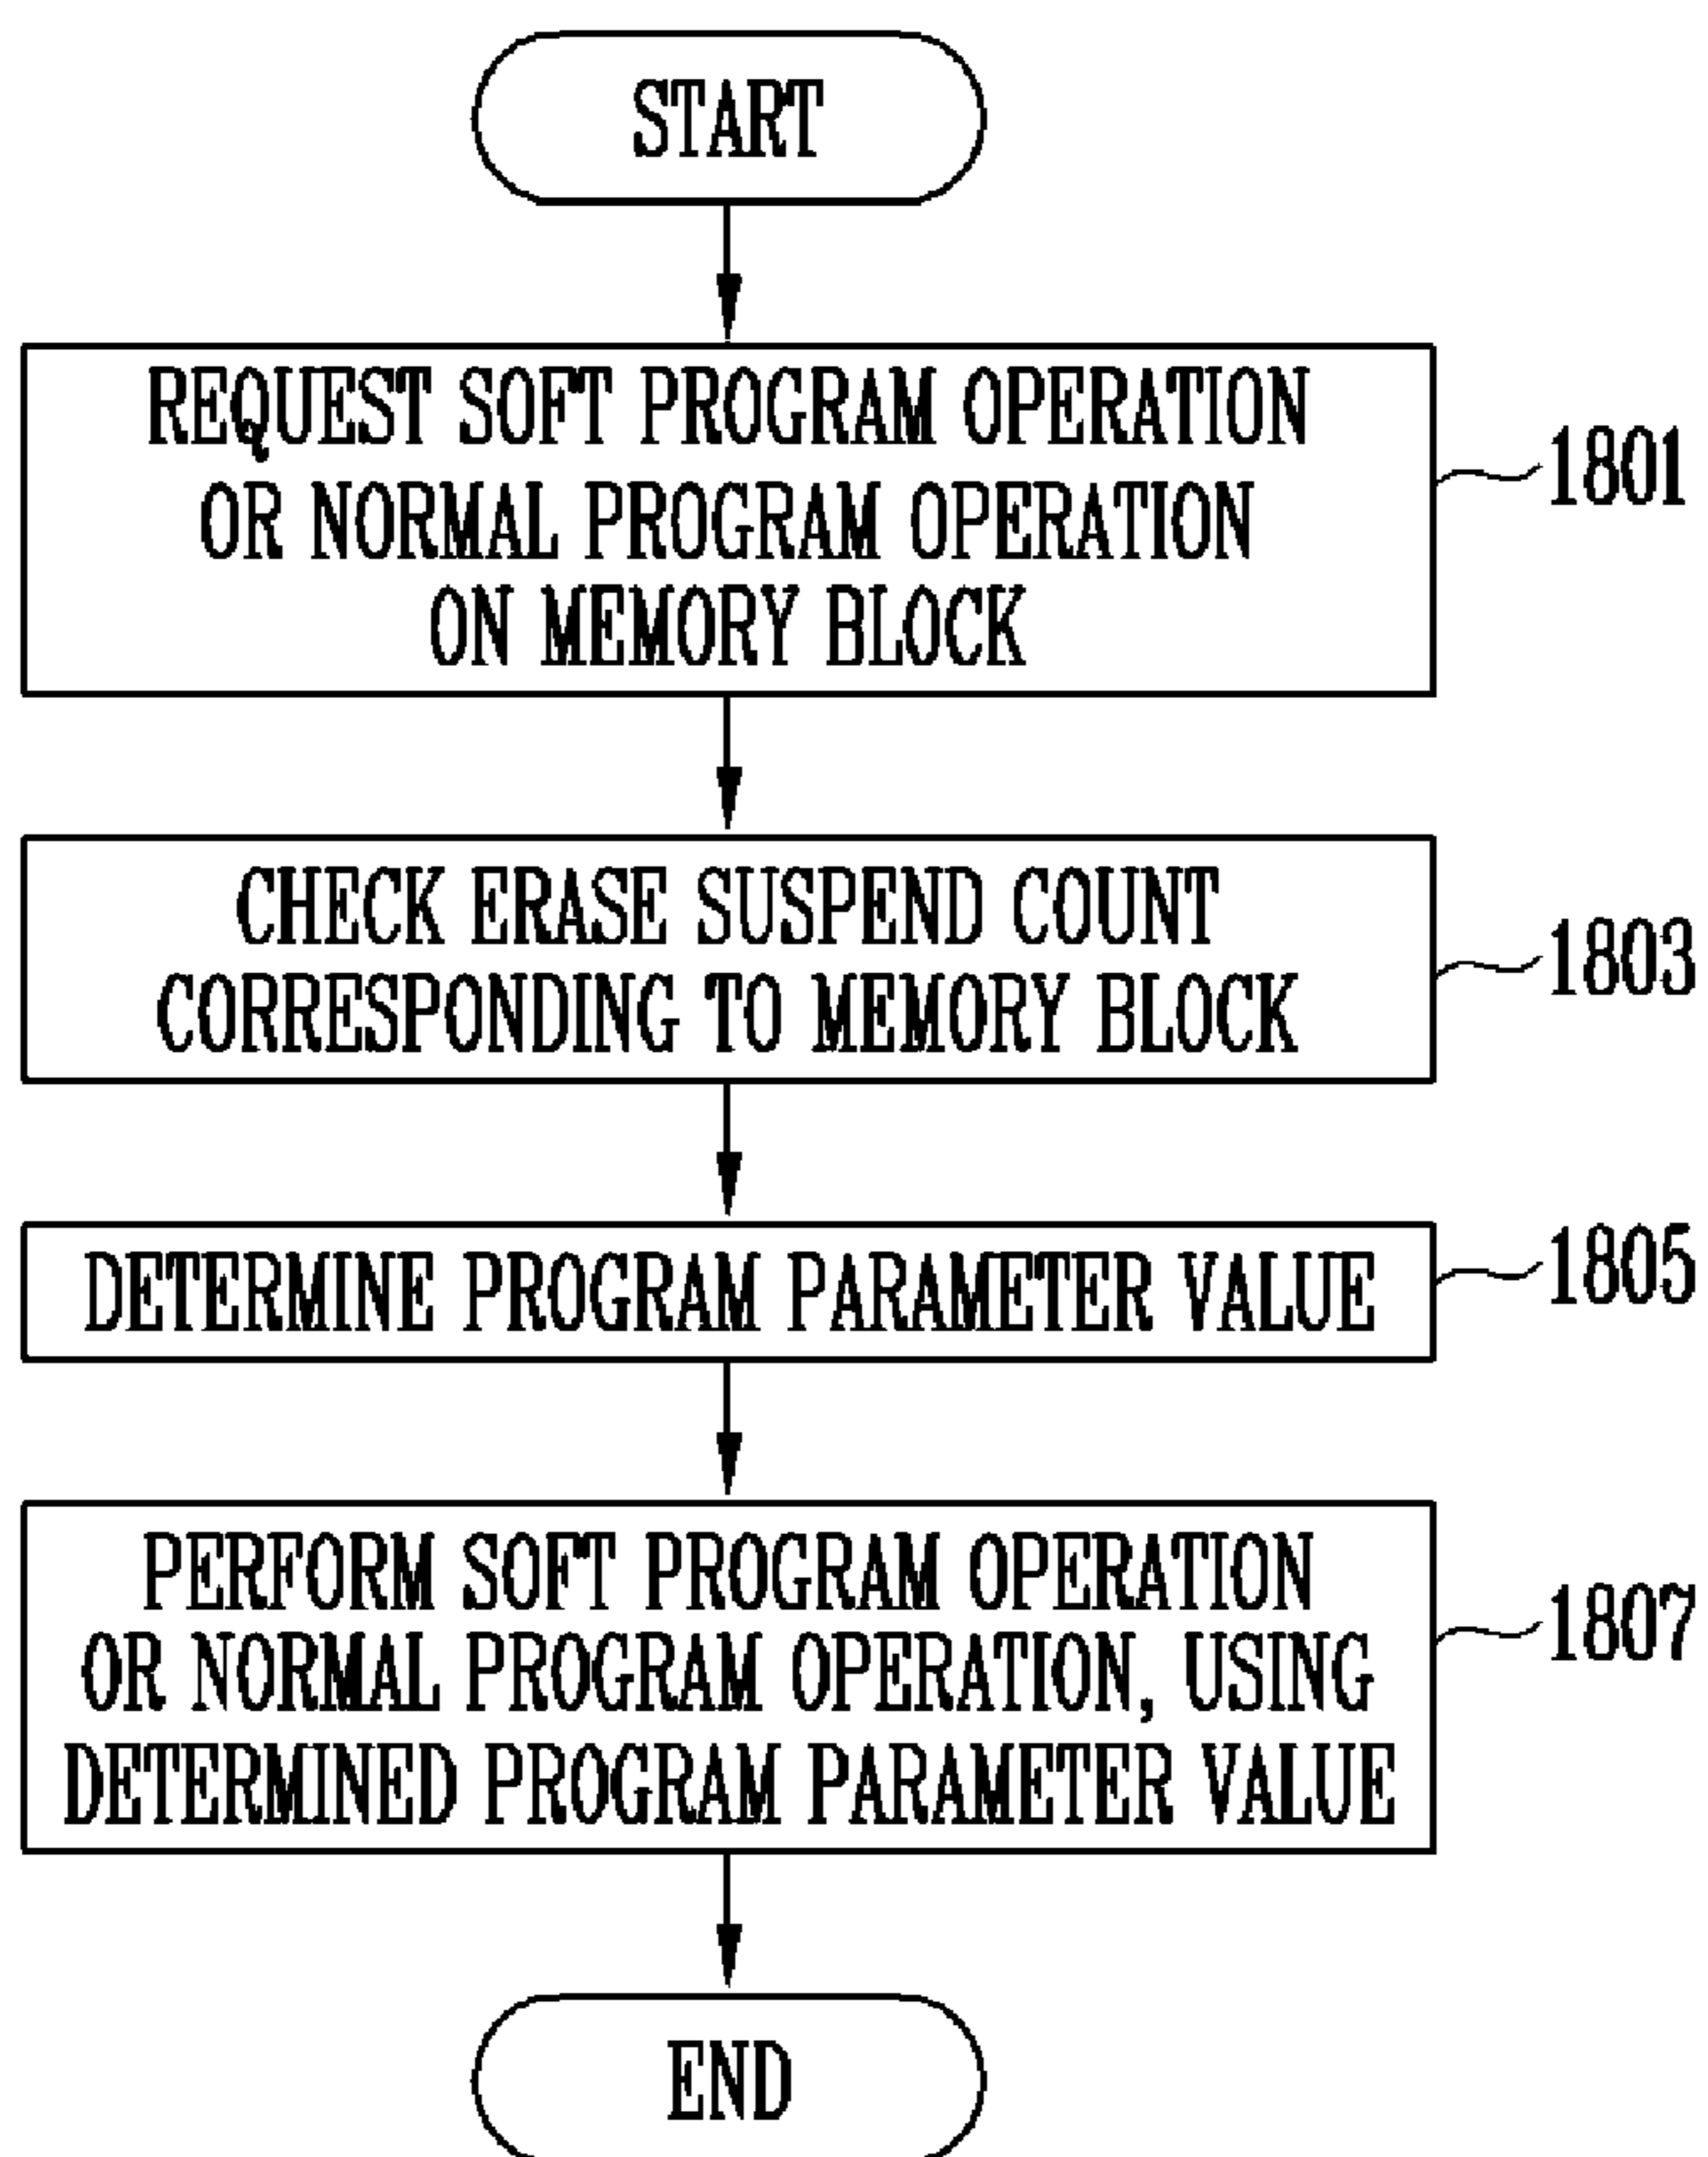 START
REQUEST SOFT PROGRAM OPERATION
OR NORMAL PROGRAM OPERATION
ON MEMORY BLOCK
1801
CHECK ERASE SUSPEND COUNT
CORRESPONDING TO MEMORY BLOCK
1803
DETERMINE PROGRAM PARAMETER VALUE
1805
PERFORM SOFT PROGRAM OPERATION
OR NORMAL PROGRAM OPERATION, USING
DETERMINED PROGRAM PARAMETER VALUE
1807
END